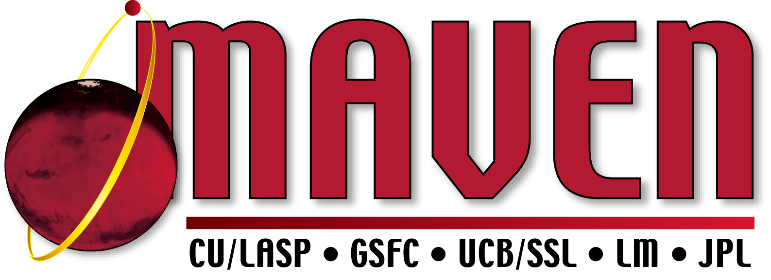 MAVEN
CU/LASP • GSFC • UCB/SSL • LM • JPL